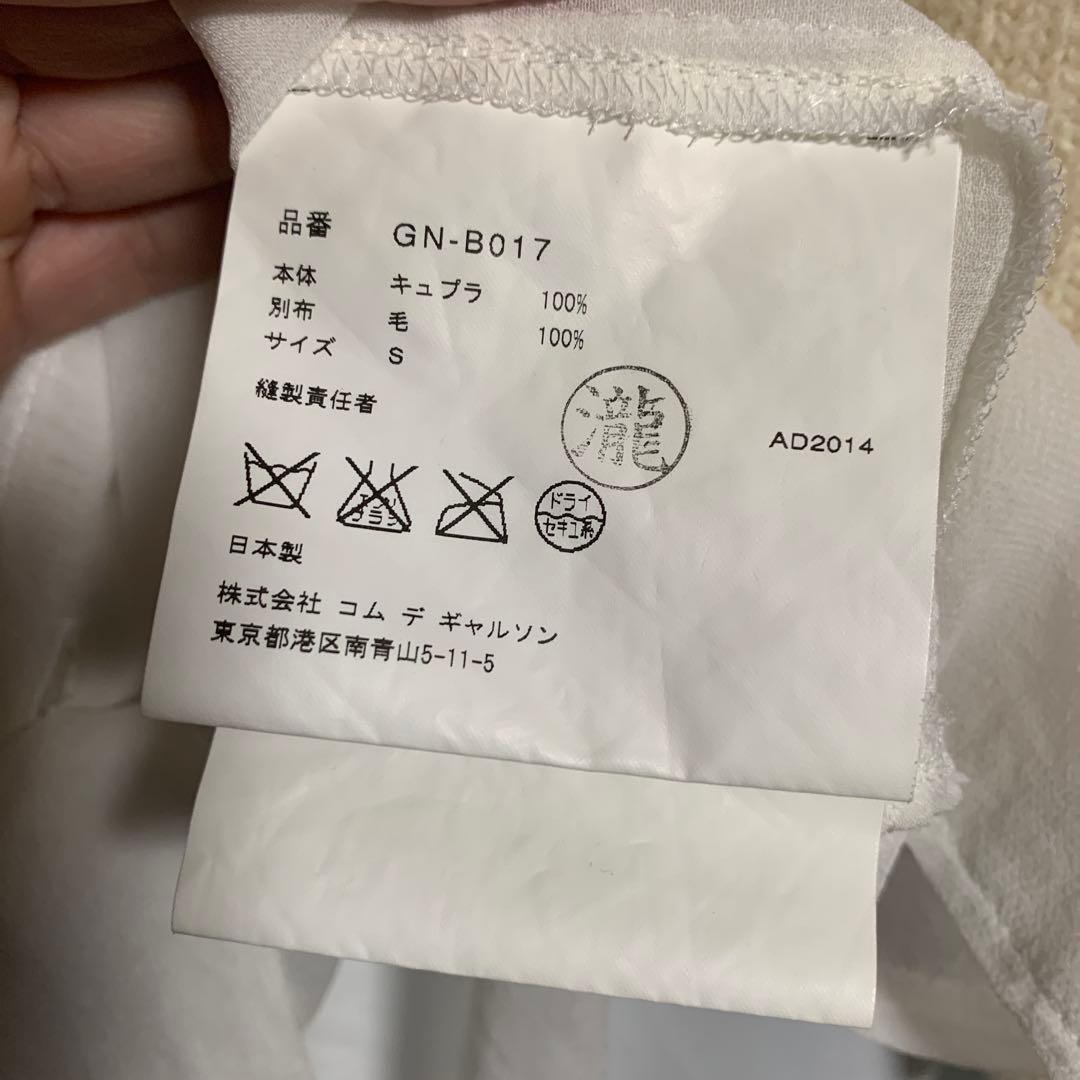 品番 GN-B017
本体 キュプラ 100%
別布 毛 100%
サイズ S
縫製責任者 瀧
AD2014
ドライ
セキユ系
日本製
株式会社 コム デ ギャルソン
東京都港区南青山5-11-5